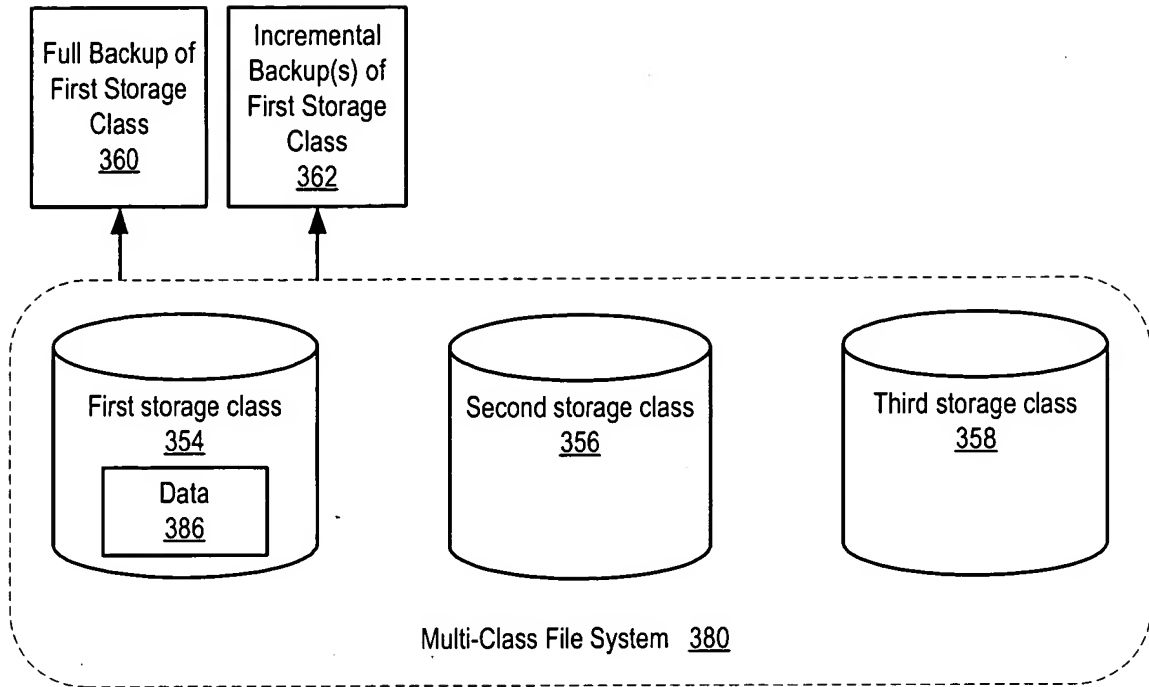 Full Backup of
First Storage
Class
360
Incremental
Backup(s) of
First Storage
Class
362
First storage class
354
Data
386
Second storage class
356
Third storage class
358
Multi-Class File System 380